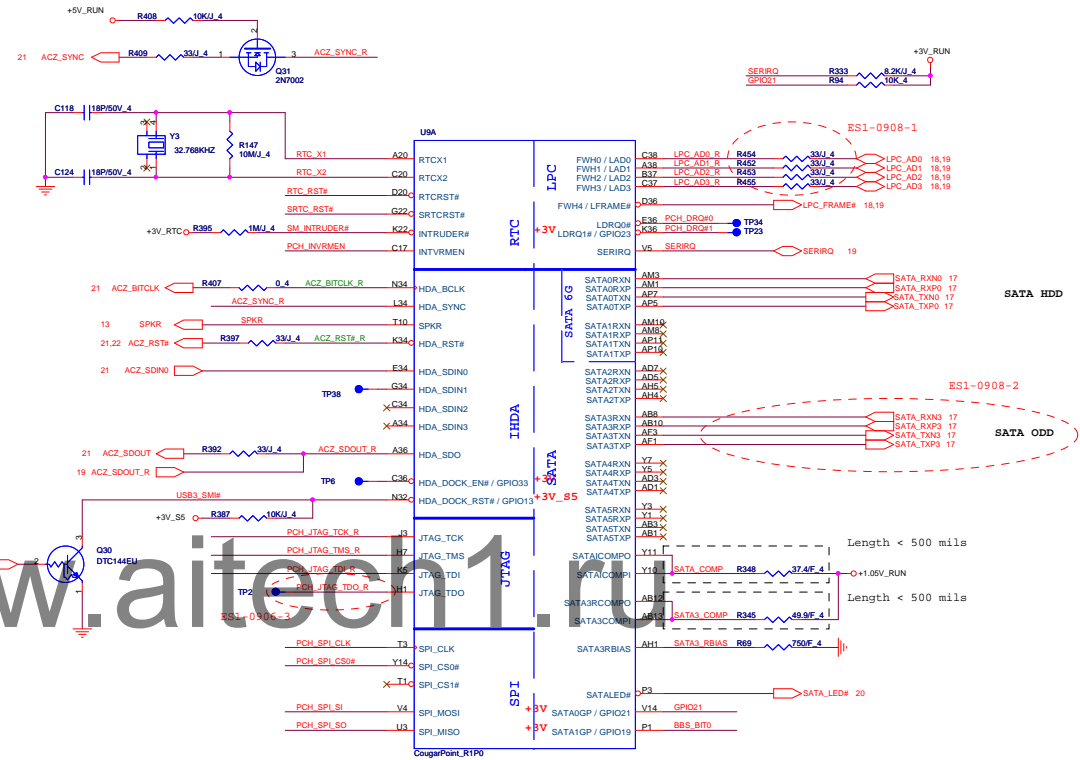 +5V_RUN
R408 10K/J_4
2
21 ACZ_SYNC R409 33/J_4 1 3 ACZ_SYNC_R
Q31
2N7002
+3V_RUN
SERIRQ R333 8.2K/J_4
GPIO21 R94 10K_4
C118 18P/50V_4
Y3
32.768KHZ
R147
10M/J_4
C124 18P/50V_4
U9A
LPC
RTC
+3V
ES1-0908-1
RTC_X1 A20 RTCX1
RTC_X2 C20 RTCX2
RTC_RST# D20 RTCRST#
SRTC_RST# G22 SRTCRST#
+3V_RTC R395 1M/J_4 SM_INTRUDER# K22 INTRUDER#
PCH_INVRMEN C17 INTVRMEN
FWH0 / LAD0 C38 LPC_AD0_R R454 33/J_4 LPC_AD0 18,19
FWH1 / LAD1 A38 LPC_AD1_R R452 33/J_4 LPC_AD1 18,19
FWH2 / LAD2 B37 LPC_AD2_R R453 33/J_4 LPC_AD2 18,19
FWH3 / LAD3 C37 LPC_AD3_R R455 33/J_4 LPC_AD3 18,19
FWH4 / LFRAME# D36 LPC_FRAME# 18,19
LDRQ0# E36 PCH_DRQ#0 TP34
LDRQ1# / GPIO23 K36 PCH_DRQ#1 TP23
SERIRQ V5 SERIRQ SERIRQ 19
21 ACZ_BITCLK R407 0_4 ACZ_BITCLK_R N34 HDA_BCLK
ACZ_SYNC_R L34 HDA_SYNC
13 SPKR SPKR T10 SPKR
21,22 ACZ_RST# R397 33/J_4 ACZ_RST#_R K34 HDA_RST#
21 ACZ_SDIN0 E34 HDA_SDIN0
TP38 G34 HDA_SDIN1
C34 HDA_SDIN2
A34 HDA_SDIN3
21 ACZ_SDOUT R392 33/J_4 ACZ_SDOUT_R A36 HDA_SDO
19 ACZ_SDOUT_R
TP6 C36 HDA_DOCK_EN# / GPIO33 +3V
USB3_SMI# N32 HDA_DOCK_RST# / GPIO13 +3V_S5
+3V_S5 R387 10K/J_4
IHDA
SATA
SATA 6G
SATA0RXN AM3 SATA_RXN0 17
SATA0RXP AM1 SATA_RXP0 17
SATA0TXN AP7 SATA_TXN0 17
SATA0TXP AP5 SATA_TXP0 17
SATA HDD
SATA1RXN AM10
SATA1RXP AM8
SATA1TXN AP11
SATA1TXP AP10
SATA2RXN AD7
SATA2RXP AD5
SATA2TXN AH5
SATA2TXP AH4
ES1-0908-2
SATA3RXN AB8 SATA_RXN3 17
SATA3RXP AB10 SATA_RXP3 17
SATA3TXN AF3 SATA_TXN3 17
SATA3TXP AF1 SATA_TXP3 17
SATA ODD
SATA4RXN Y7
SATA4RXP Y5
SATA4TXN AD3
SATA4TXP AD1
SATA5RXN Y3
SATA5RXP Y1
SATA5TXN AB3
SATA5TXP AB1
Q30
DTC144EU
3
2
1
PCH_JTAG_TCK_R J3 JTAG_TCK
PCH_JTAG_TMS_R H7 JTAG_TMS
PCH_JTAG_TDI_R K5 JTAG_TDI
TP2 PCH_JTAG_TDO_R H1 JTAG_TDO
ES1-0906-3
JTAG
w.aitech1.ru
Length < 500 mils
SATAICOMPO Y11
SATAICOMPI Y10 SATA_COMP R348 37.4/F_4 +1.05V_RUN
Length < 500 mils
SATA3RCOMPO AB12
SATA3COMPI AB13 SATA3_COMP R345 49.9/F_4
SATA3RBIAS AH1 SATA3_RBIAS R69 750/F_4
PCH_SPI_CLK T3 SPI_CLK
PCH_SPI_CS0# Y14 SPI_CS0#
T1 SPI_CS1#
PCH_SPI_SI V4 SPI_MOSI
PCH_SPI_SO U3 SPI_MISO
SPI
SATALED# P3 SATA_LED# 20
+3V SATA0GP / GPIO21 V14 GPIO21
+3V SATA1GP / GPIO19 P1 BBS_BIT0
CougarPoint_R1P0